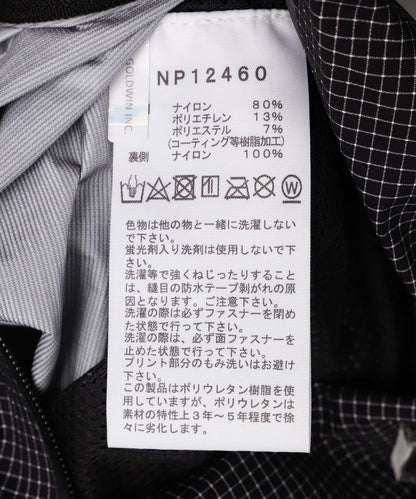 GOLDWIN INC.
NP12460
ナイロン 80%
ポリエチレン 13%
ポリエステル 7%
(コーティング等樹脂加工)
裏側 ナイロン 100%
W
色物は他の物と一緒に洗濯しない
で下さい。
蛍光剤入り洗剤は使用しないで下
さい。
洗濯等で強くねじったりすること
は、縫目の防水テープ剥がれの原
因となります。ご注意下さい。
洗濯の際は必ずファスナーを閉め
た状態で行って下さい。
洗濯の際は、必ず面ファスナーを
止めた状態で行って下さい。
プリント部分のもみ洗いはお避け
下さい。
この製品はポリウレタン樹脂を使
用していますが、ポリウレタンは
素材の特性上3年～5年程度で徐
々に劣化します。